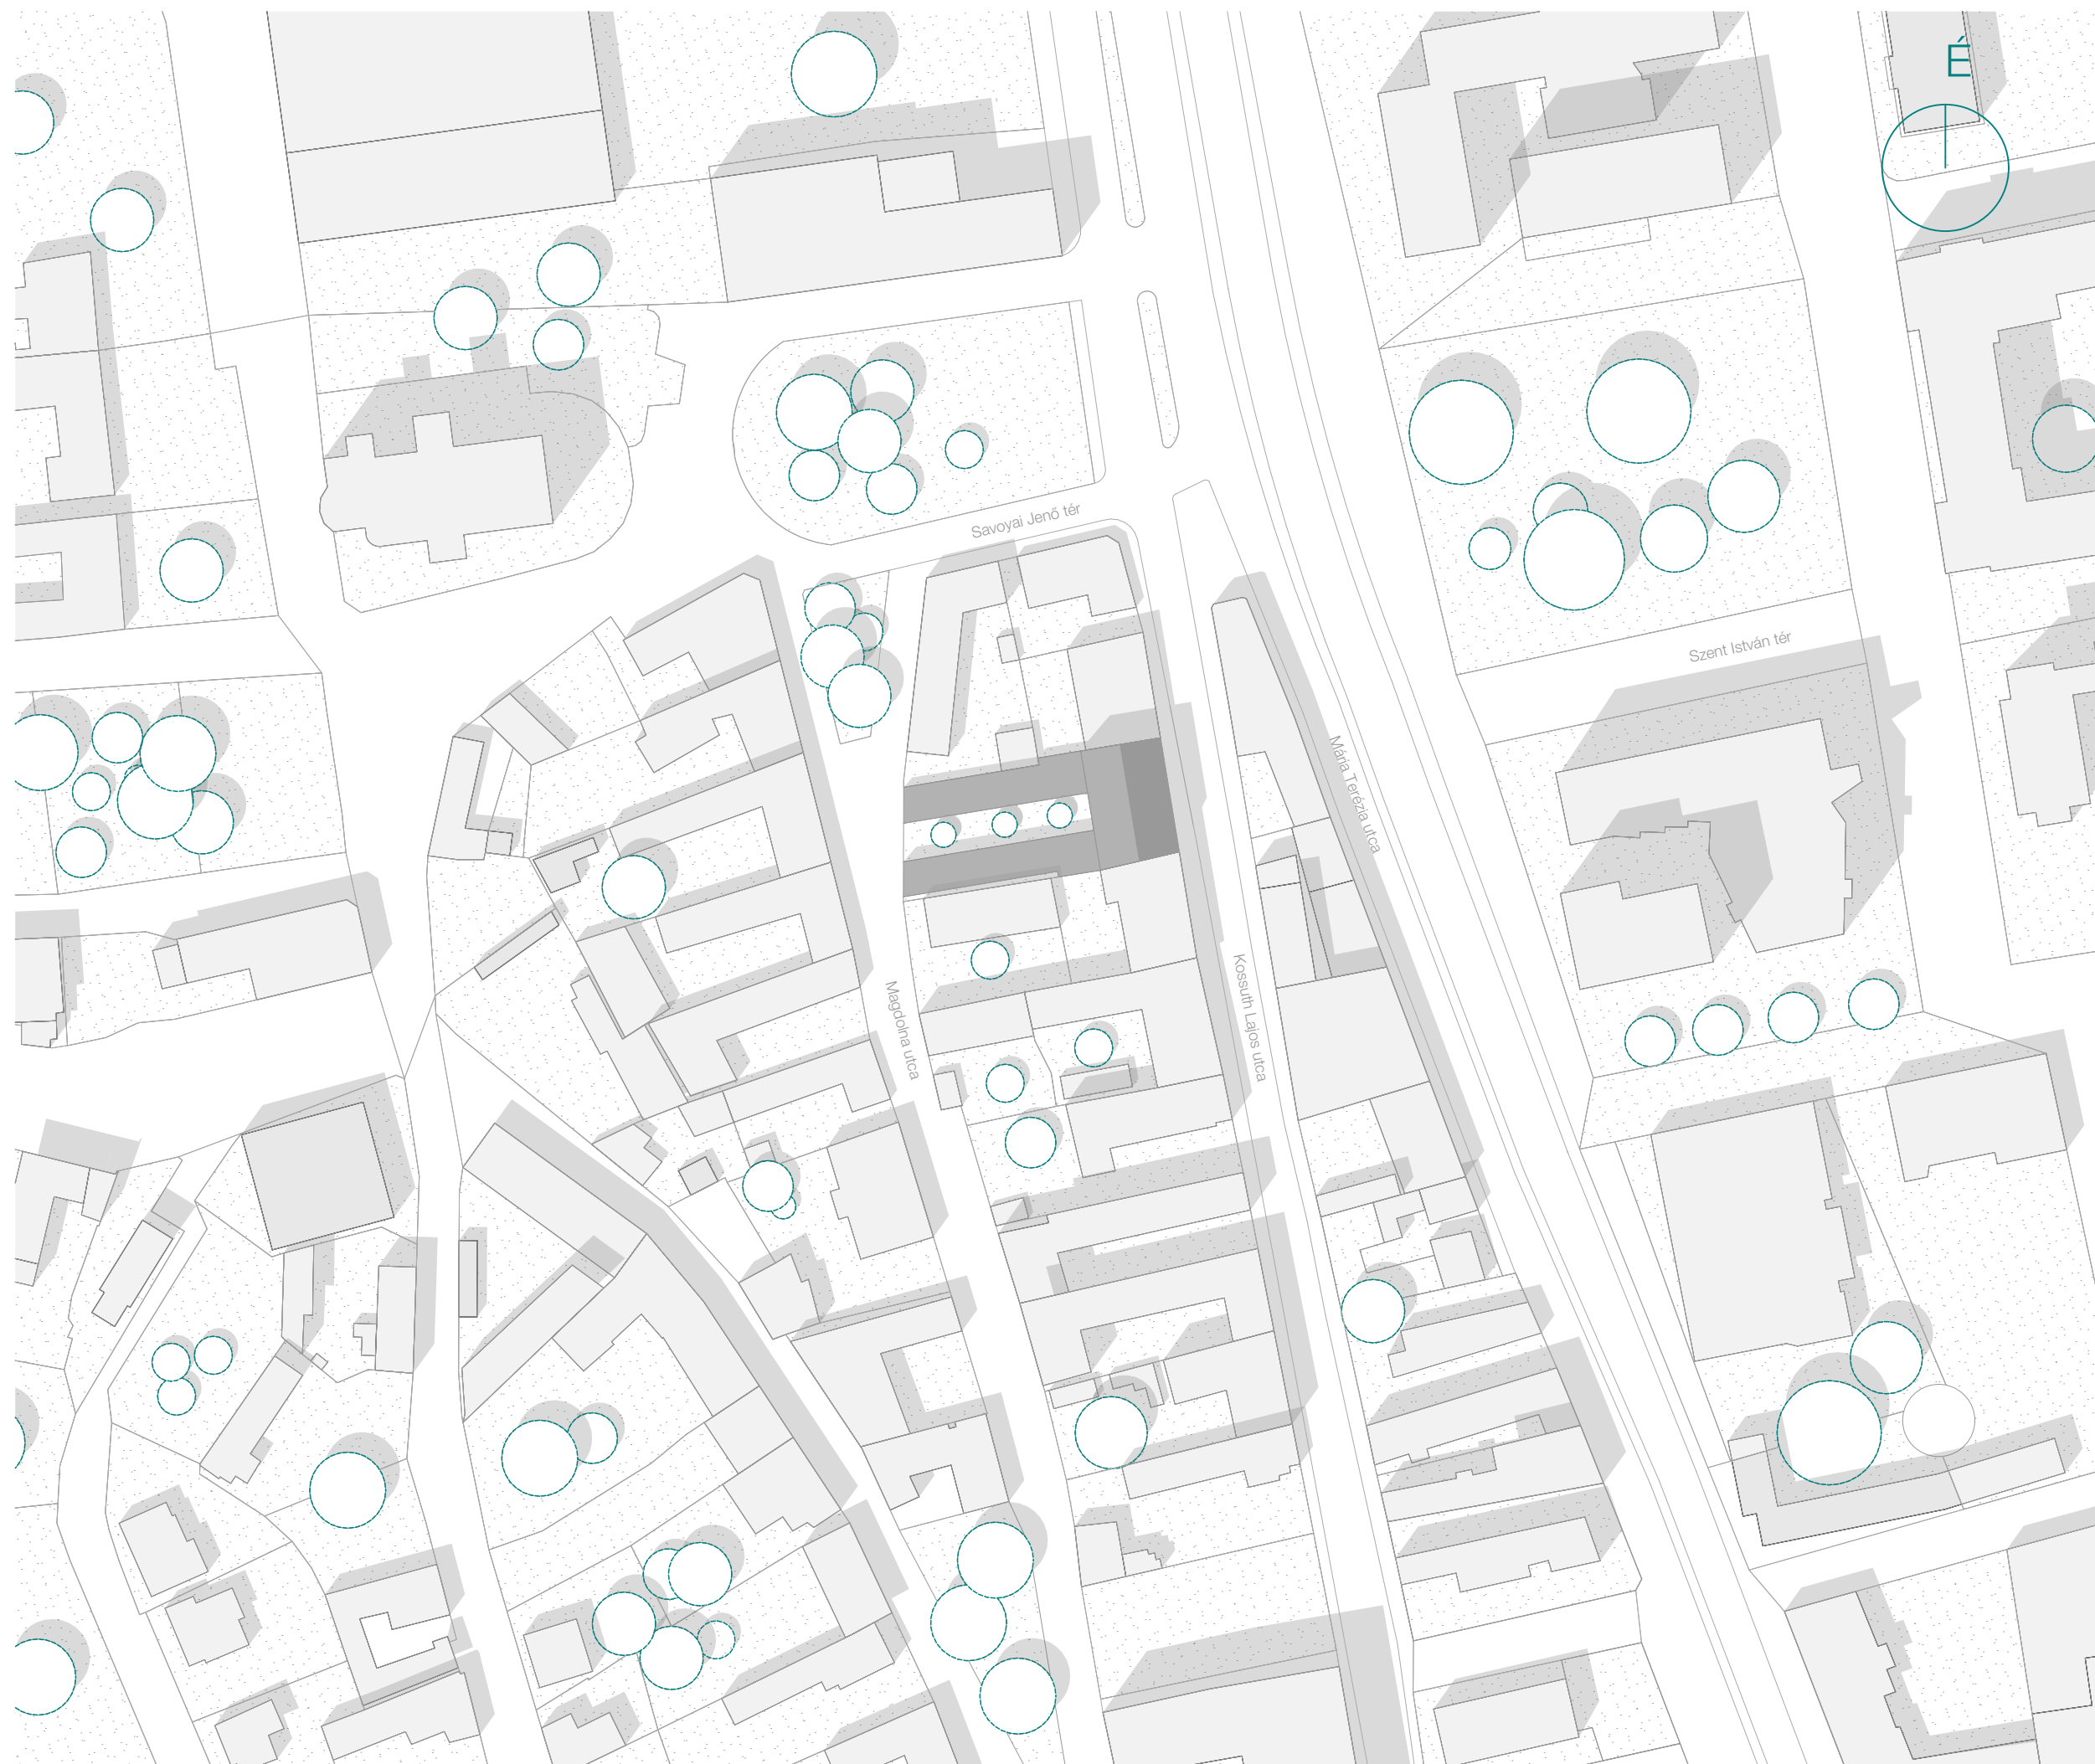 É
Savoyai Jenő tér
Szent István tér
Mária Terézia utca
Kossuth Lajos utca
Magdolna utca